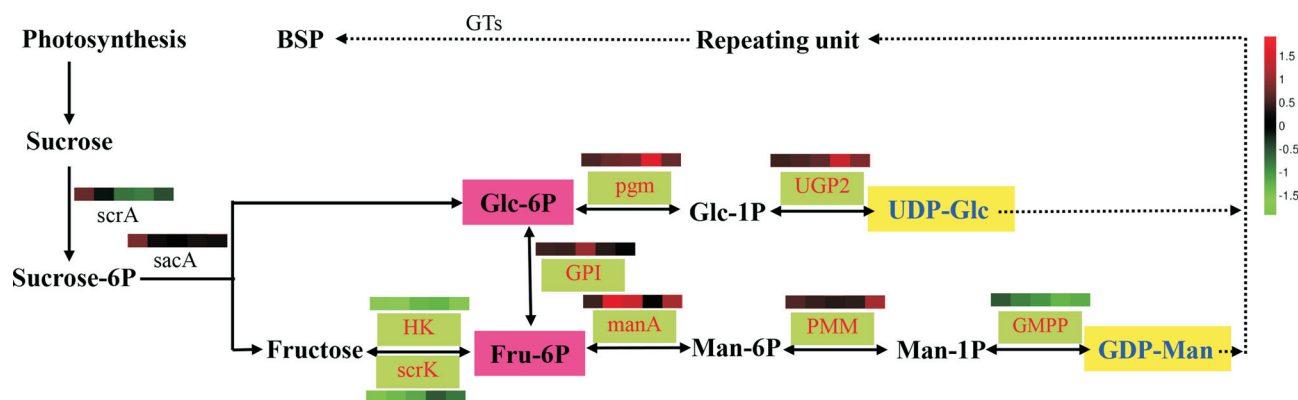 GTs
Photosynthesis
BSP
Repeating unit
1.5
1
0.5
0
-0.5
-1
-1.5
Sucrose
scrA
pgm
UGP2
Glc-6P
Glc-1P
UDP-Glc
sacA
Sucrose-6P
GPI
HK
manA
PMM
GMPP
Fructose
Fru-6P
Man-6P
Man-1P
GDP-Man
scrK